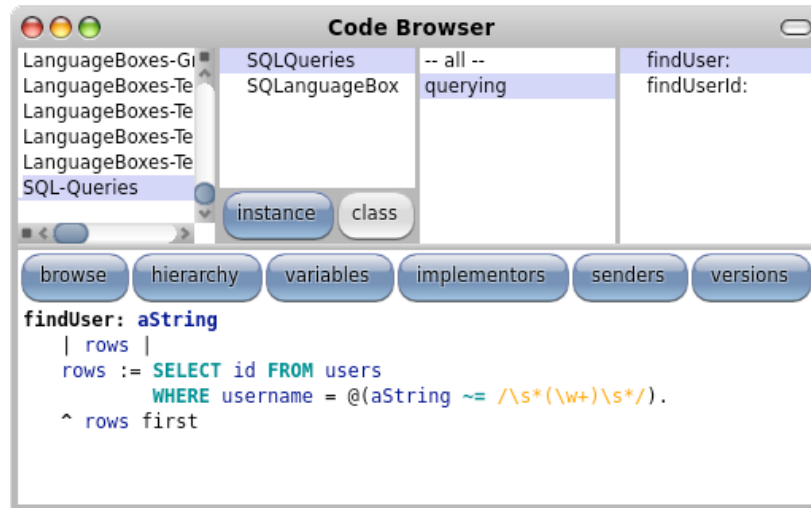 Code Browser
LanguageBoxes-Gr
LanguageBoxes-Te
LanguageBoxes-Te
LanguageBoxes-Te
LanguageBoxes-Te
SQL-Queries
SQLQueries
SQLanguageBox
instance class
-- all --
querying
findUser:
findUserId:
browse hierarchy variables implementors senders versions
findUser: aString
| rows |
rows := SELECT id FROM users
WHERE username = @(aString ~= /\s*(\w+)\s*/).
^ rows first